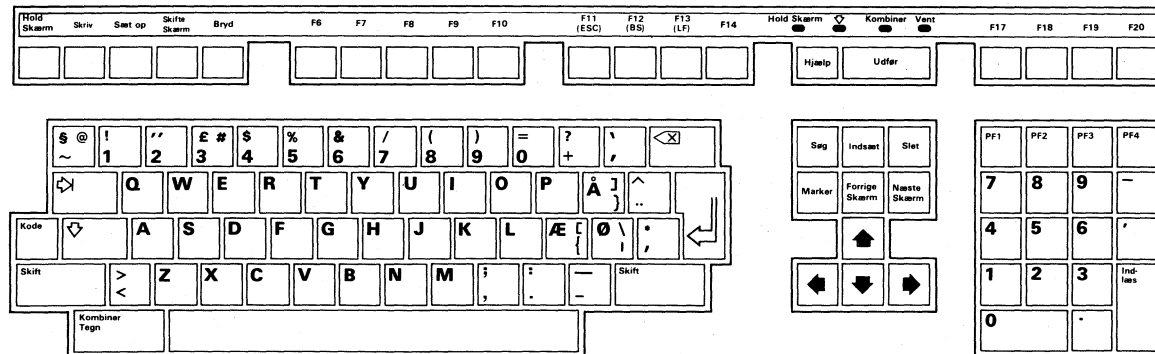 Hold Skærm Skriv Sæt op Skifte Skærm Bryd F6 F7 F8 F9 F10 F11 (ESC) F12 (BS) F13 (LF) F14 Hold Skærm Kombiner Vent F17 F18 F19 F20
Hjælp Udfør
§ @ ~ ! 1 '' 2 £ # 3 $ 4 % 5 & 6 / 7 ( 8 ) 9 = 0 ? + ` ´ Søg Indsæt Slet PF1 PF2 PF3 PF4
Q W E R T Y U I O P Å ] } ^ ¨ Marker Forrige Skærm Næste Skærm 7 8 9 –
Kode A S D F G H J K L Æ [ { Ø \ | * , 4 5 6 ,
Skift > < Z X C V B N M ; , : . — – Skift 1 2 3 Ind-læs
Kombiner Tegn 0 .